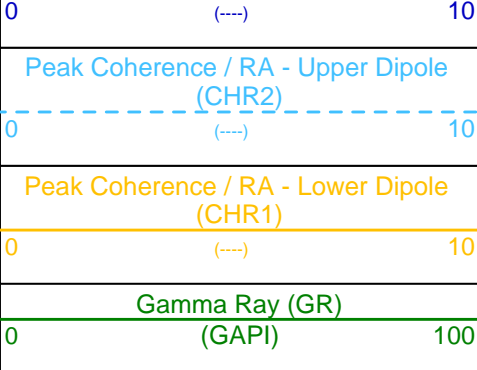 0 (----) 10
Peak Coherence / RA - Upper Dipole
(CHR2)
0 (----) 10
Peak Coherence / RA - Lower Dipole
(CHR1)
0 (----) 10
Gamma Ray (GR)
0 (GAPI) 100